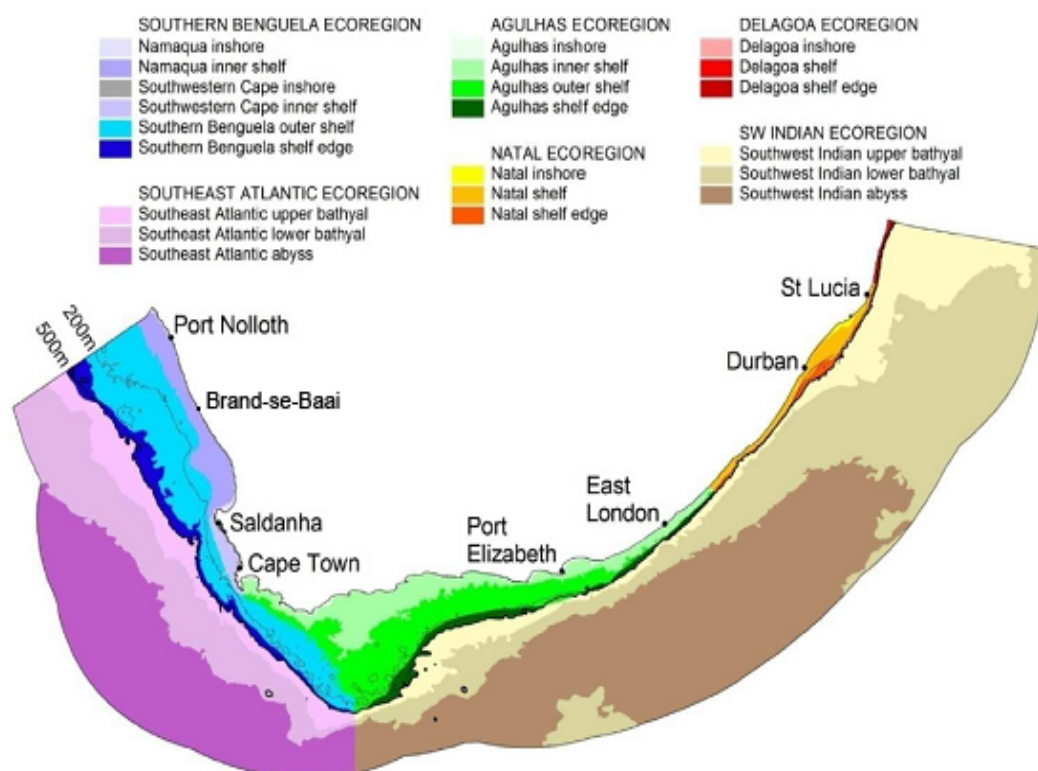 SOUTHERN BENGUELA ECOREGION
Namaqua inshore
Namaqua inner shelf
Southwestern Cape inshore
Southwestern Cape inner shelf
Southern Benguela outer shelf
Southern Benguela shelf edge
SOUTHEAST ATLANTIC ECOREGION
Southeast Atlantic upper bathyal
Southeast Atlantic lower bathyal
Southeast Atlantic abyss
AGULHAS ECOREGION
Agulhas inshore
Agulhas inner shelf
Agulhas outer shelf
Agulhas shelf edge
NATAL ECOREGION
Natal inshore
Natal shelf
Natal shelf edge
DELAGOA ECOREGION
Delagoa inshore
Delagoa shelf
Delagoa shelf edge
SW INDIAN ECOREGION
Southwest Indian upper bathyal
Southwest Indian lower bathyal
Southwest Indian abyss
200m
500m
Port Nolloth
Brand-se-Baai
Saldanha
Cape Town
Port
Elizabeth
East
London
Durban
St Lucia